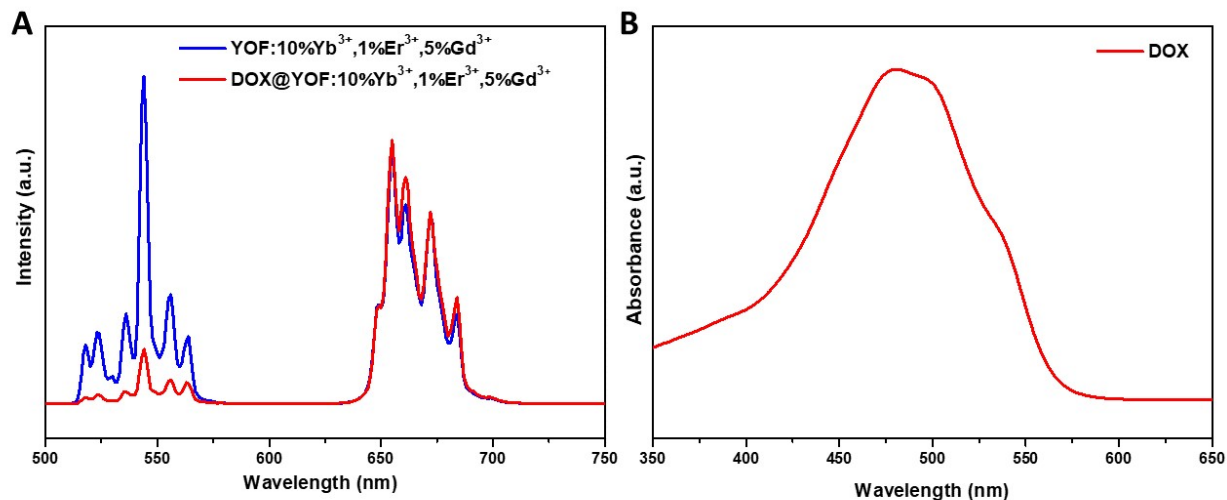 A
YOF:10%Yb³⁺,1%Er³⁺,5%Gd³⁺
DOX@YOF:10%Yb³⁺,1%Er³⁺,5%Gd³⁺
Intensity (a.u.)
500 550 600 650 700 750
Wavelength (nm)
B
DOX
Absorbance (a.u.)
350 400 450 500 550 600 650
Wavelength (nm)